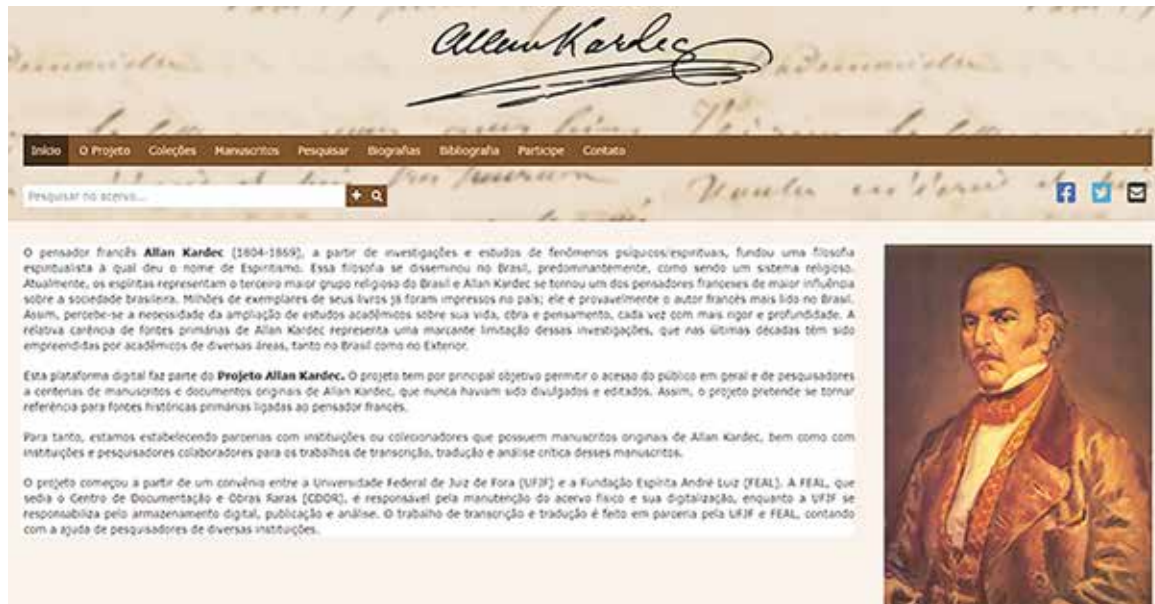 Allan Kardec
Início O Projeto Coleções Manuscritos Pesquisar Biografias Bibliografia Participe Contato
Pesquisar no acervo...
O pensador francês Allan Kardec (1804-1869), a partir de investigações e estudos de fenômenos psíquicos/espirituais, fundou uma filosofia
espiritualista à qual deu o nome de Espiritismo. Essa filosofia se disseminou no Brasil, predominantemente, como sendo um sistema religioso.
Atualmente, os espíritas representam o terceiro maior grupo religioso do Brasil e Allan Kardec se tornou um dos pensadores franceses de maior influência
sobre a sociedade brasileira. Milhões de exemplares de seus livros já foram impressos no país; ele é provavelmente o autor francês mais lido no Brasil.
Assim, percebe-se a necessidade da ampliação de estudos acadêmicos sobre sua vida, obra e pensamento, cada vez com mais rigor e profundidade. A
relativa carência de fontes primárias de Allan Kardec representa uma marcante limitação dessas investigações, que nas últimas décadas têm sido
empreendidas por acadêmicos de diversas áreas, tanto no Brasil como no Exterior.
Esta plataforma digital faz parte do Projeto Allan Kardec. O projeto tem por principal objetivo permitir o acesso do público em geral e de pesquisadores
a centenas de manuscritos e documentos originais de Allan Kardec, que nunca haviam sido divulgados e editados. Assim, o projeto pretende se tornar
referência para fontes históricas primárias ligadas ao pensador francês.
Para tanto, estamos estabelecendo parcerias com instituições ou colecionadores que possuem manuscritos originais de Allan Kardec, bem como com
instituições e pesquisadores colaboradores para os trabalhos de transcrição, tradução e análise crítica desses manuscritos.
O projeto começou a partir de um convênio entre a Universidade Federal de Juiz de Fora (UFJF) e a Fundação Espírita André Luiz (FEAL). A FEAL, que
sedia o Centro de Documentação e Obras Raras (CDOR), é responsável pela manutenção do acervo físico e sua digitalização, enquanto a UFJF se
responsabiliza pelo armazenamento digital, publicação e análise. O trabalho de transcrição e tradução é feito em parceria pela UFJF e FEAL, contando
com a ajuda de pesquisadores de diversas instituições.